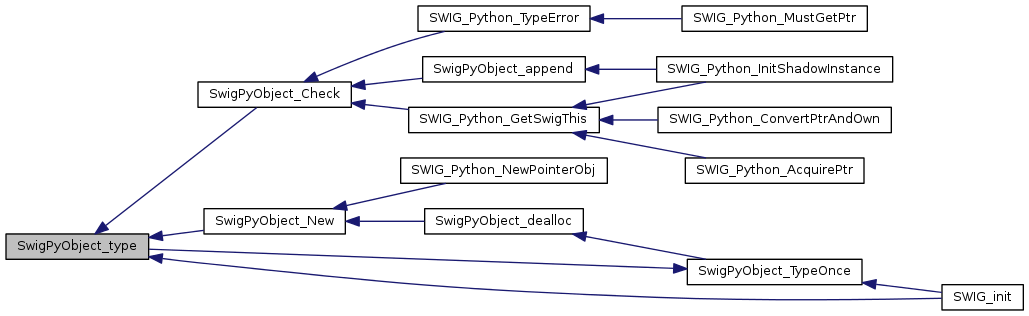 SWIG_Python_TypeError
SWIG_Python_MustGetPtr
SwigPyObject_append
SWIG_Python_InitShadowInstance
SwigPyObject_Check
SWIG_Python_GetSwigThis
SWIG_Python_ConvertPtrAndOwn
SWIG_Python_AcquirePtr
SWIG_Python_NewPointerObj
SwigPyObject_New
SwigPyObject_dealloc
SwigPyObject_type
SwigPyObject_TypeOnce
SWIG_init